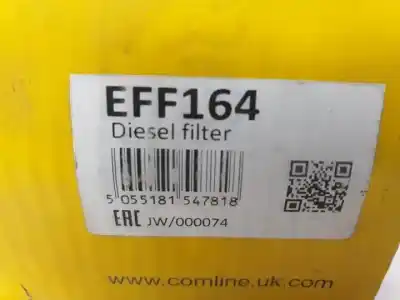 EFF164
Diesel filter
5 055181 547818
EAC JW/000074
www.comline.uk.com